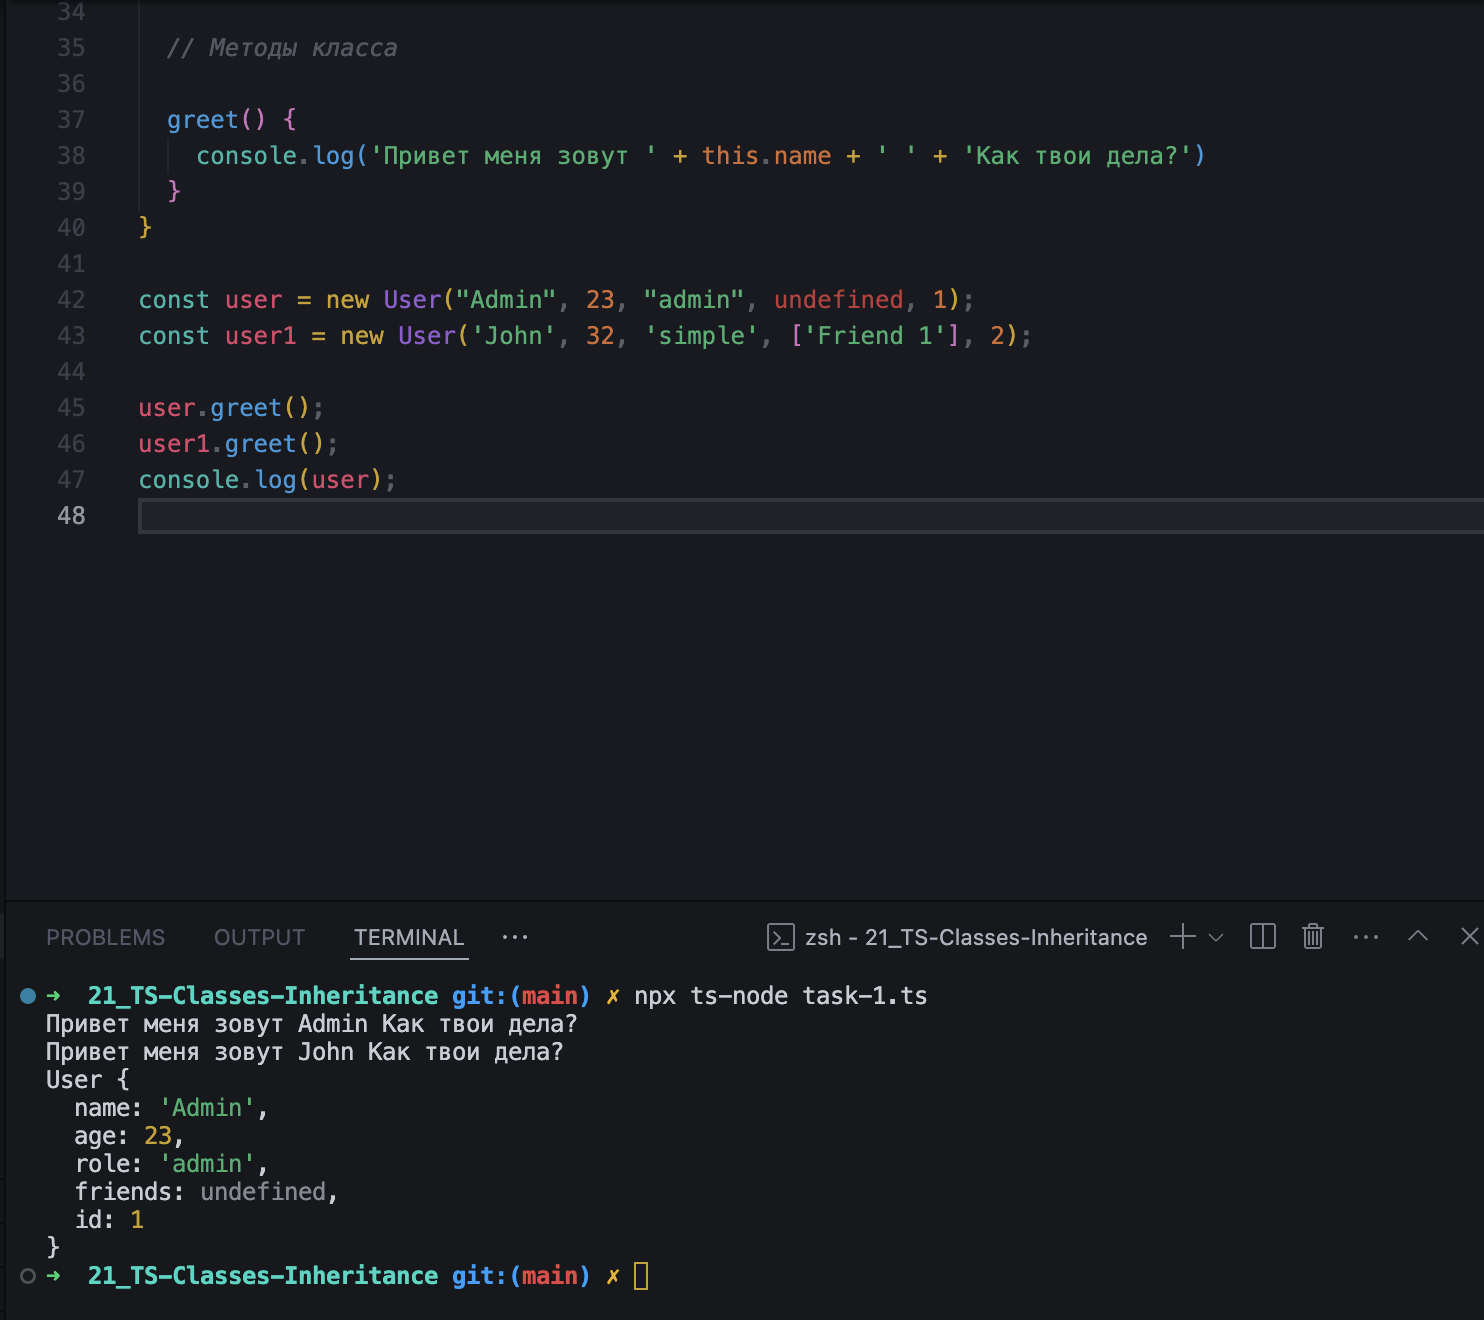 34
35 // Методы класса
36
37 greet() {
38 console.log('Привет меня зовут ' + this.name + ' ' + 'Как твои дела?')
39 }
40 }
41
42 const user = new User("Admin", 23, "admin", undefined, 1);
43 const user1 = new User('John', 32, 'simple', ['Friend 1'], 2);
44
45 user.greet();
46 user1.greet();
47 console.log(user);
48
PROBLEMS OUTPUT TERMINAL ··· zsh - 21_TS-Classes-Inheritance
➜ 21_TS-Classes-Inheritance git:(main) ✗ npx ts-node task-1.ts
Привет меня зовут Admin Как твои дела?
Привет меня зовут John Как твои дела?
User {
name: 'Admin',
age: 23,
role: 'admin',
friends: undefined,
id: 1
}
➜ 21_TS-Classes-Inheritance git:(main) ✗